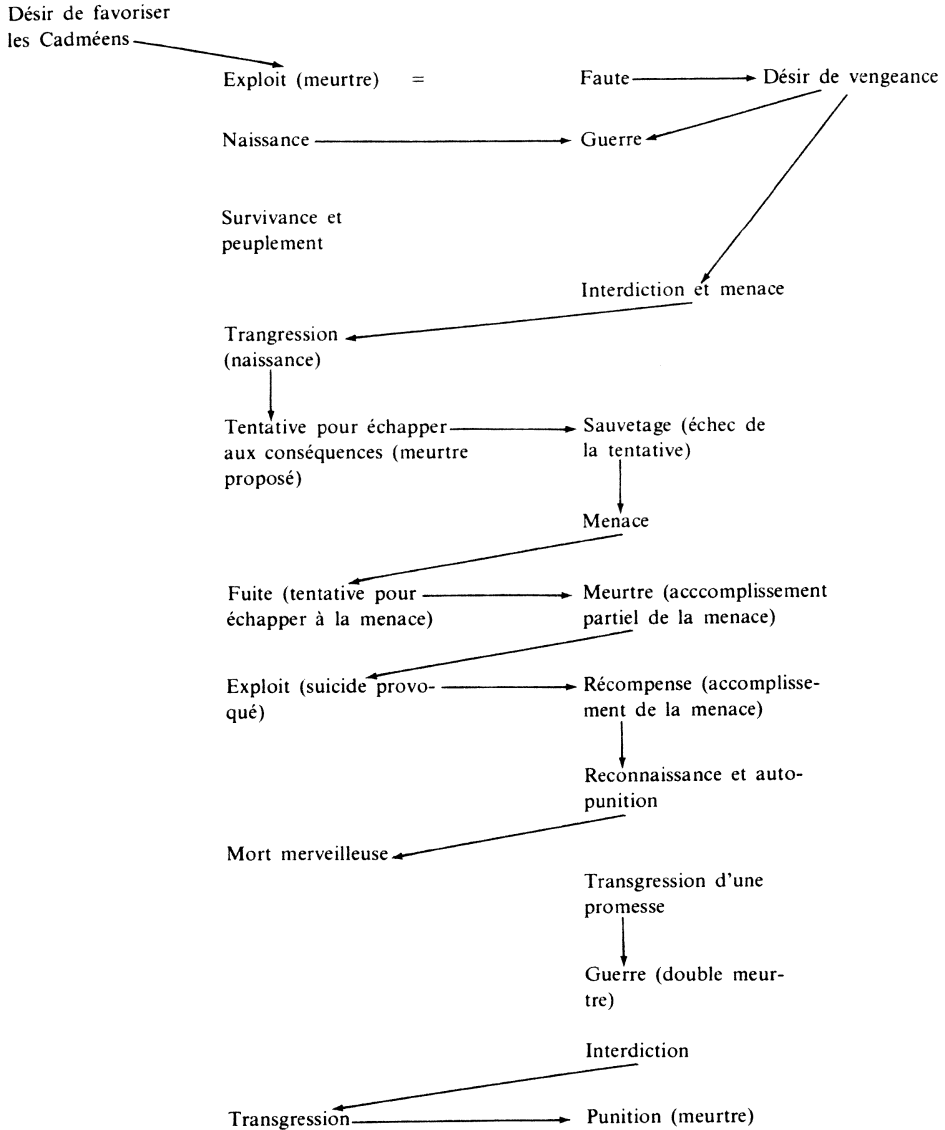 Désir de favoriser
les Cadméens
Exploit (meurtre) = Faute Désir de vengeance
Naissance Guerre
Survivance et
peuplement
Interdiction et menace
Trangression
(naissance)
Tentative pour échapper
aux conséquences (meurtre
proposé)
Sauvetage (échec de
la tentative)
Menace
Fuite (tentative pour
échapper à la menace)
Meurtre (acccomplissement
partiel de la menace)
Exploit (suicide provo-
qué)
Récompense (accomplisse-
ment de la menace)
Reconnaissance et auto-
punition
Mort merveilleuse
Transgression d'une
promesse
Guerre (double meur-
tre)
Interdiction
Transgression Punition (meurtre)